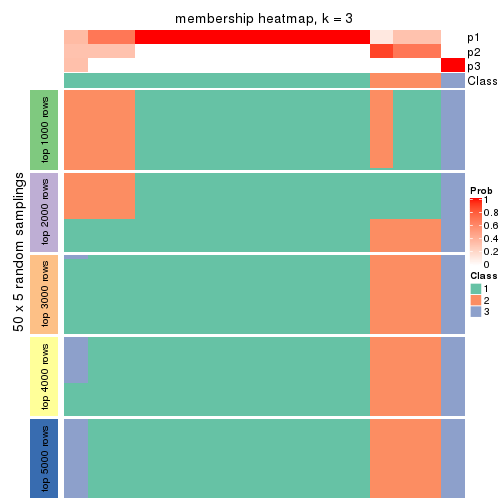 membership heatmap, k = 3
p1
p2
p3
Class
50 x 5 random samplings
top 1000 rows
top 2000 rows
top 3000 rows
top 4000 rows
top 5000 rows
Prob
1
0.8
0.6
0.4
0.2
0
Class
1
2
3